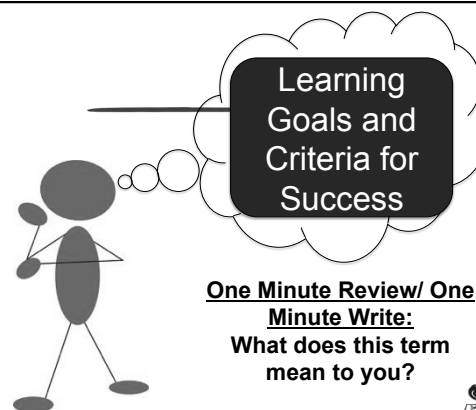 Learning
Goals and
Criteria for
Success
One Minute Review/ One
Minute Write:
What does this term
mean to you?